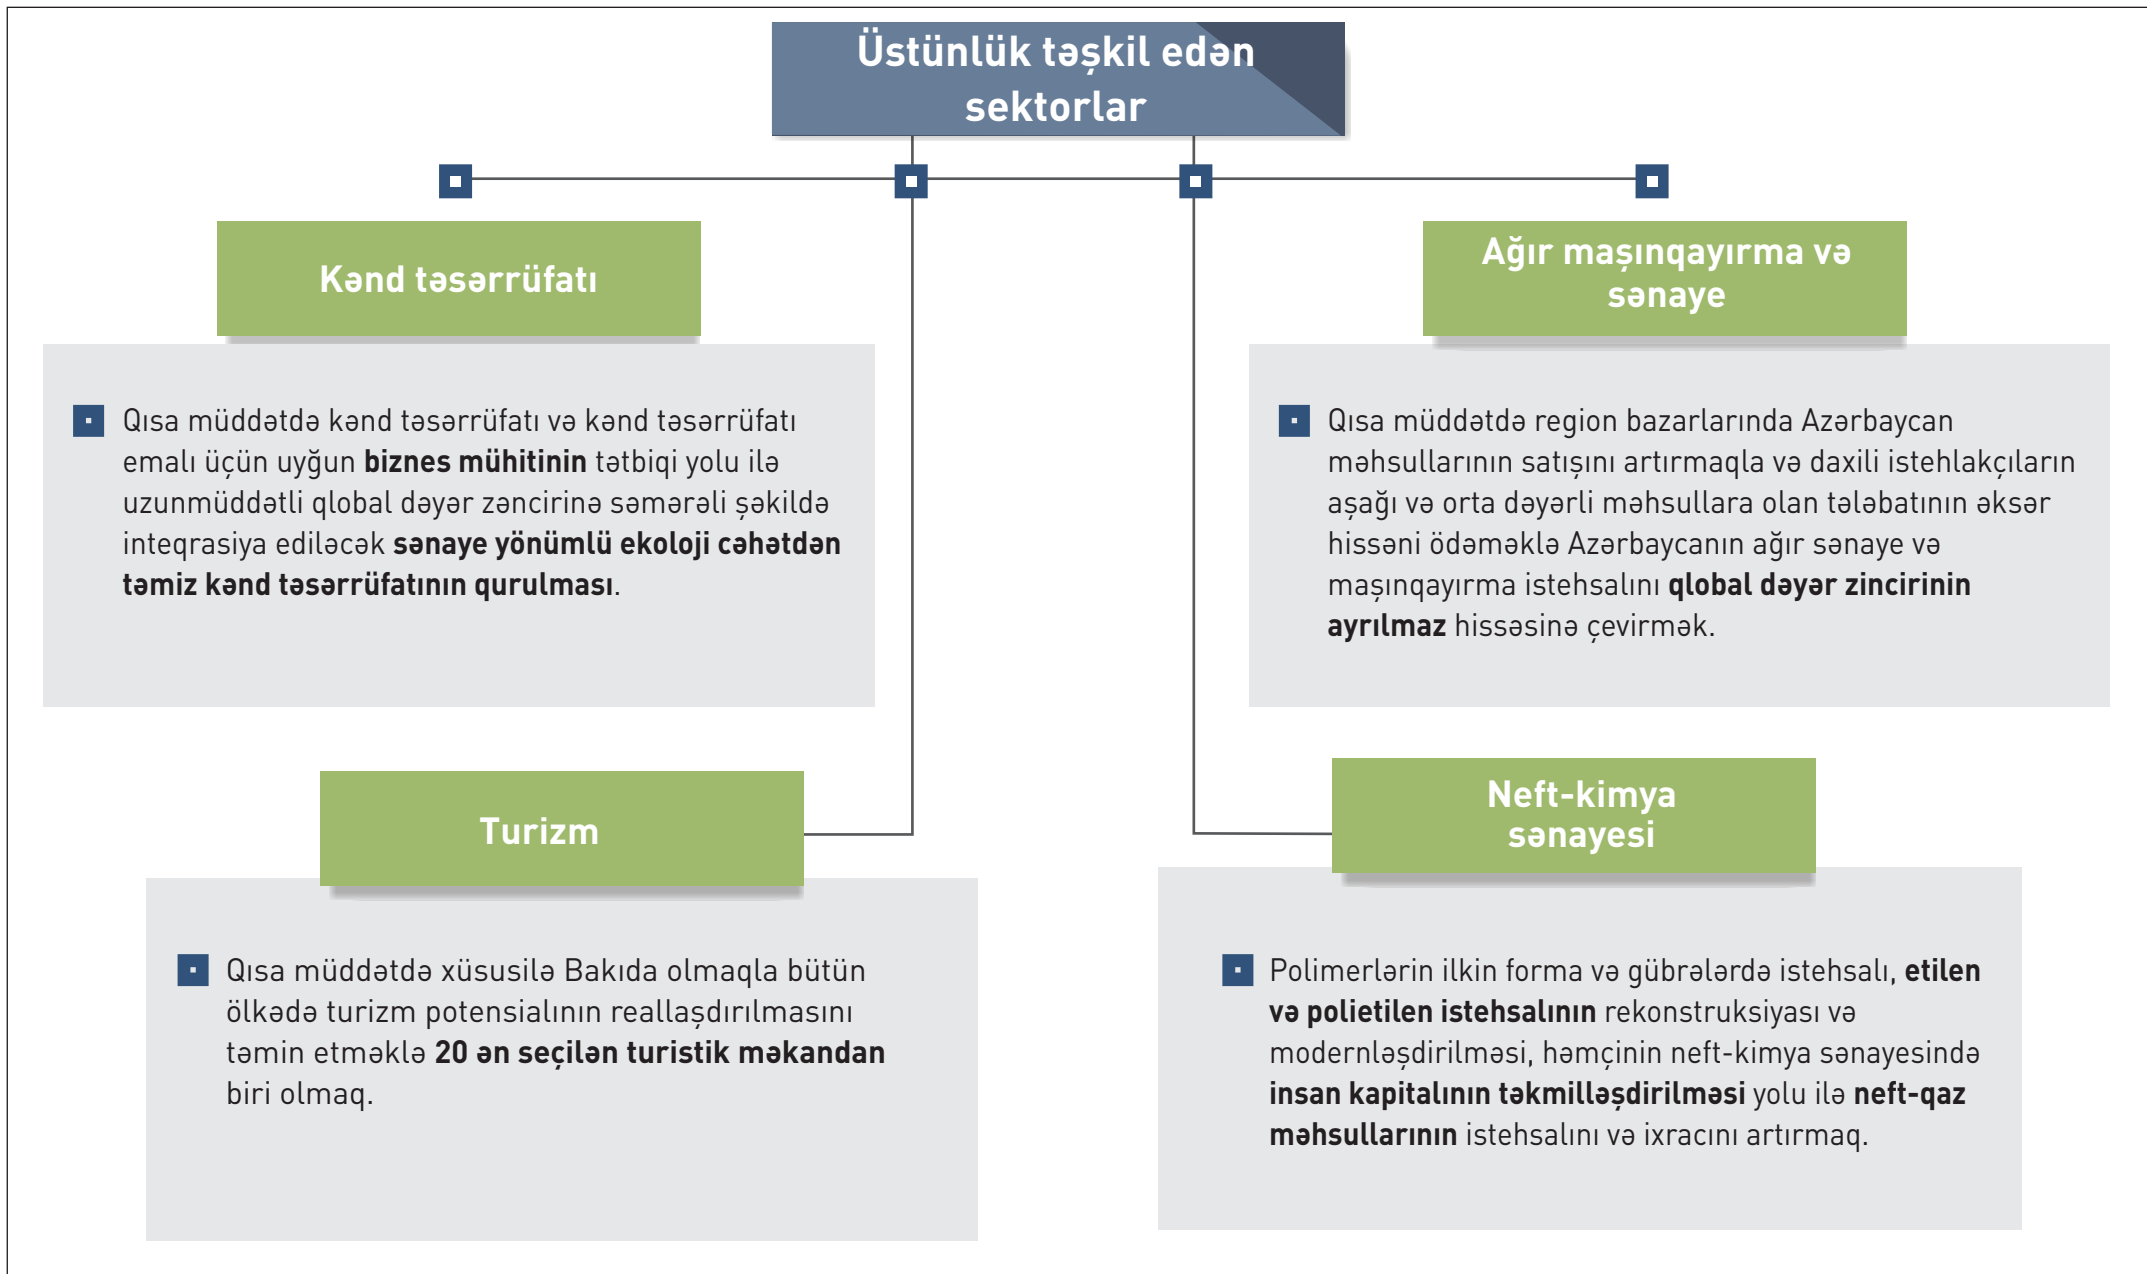 Üstünlük təşkil edən
sektorlar
Kənd təsərrüfatı
Qısa müddətdə kənd təsərrüfatı və kənd təsərrüfatı
emalı üçün uyğun biznes mühitinin tətbiqi yolu ilə
uzunmüddətli qlobal dəyər zəncirinə səmərəli şəkildə
inteqrasiya ediləcək sənaye yönümlü ekoloji cəhətdən
təmiz kənd təsərrüfatının qurulması.
Ağır maşınqayırma və
sənaye
Qısa müddətdə region bazarlarında Azərbaycan
məhsullarının satışını artırmaqla və daxili istehlakçıların
aşağı və orta dəyərli məhsullara olan tələbatının əksər
hissəni ödəməklə Azərbaycanın ağır sənaye və
maşınqayırma istehsalını qlobal dəyər zincirinin
ayrılmaz hissəsinə çevirmək.
Turizm
Qısa müddətdə xüsusilə Bakıda olmaqla bütün
ölkədə turizm potensialının reallaşdırılmasını
təmin etməklə 20 ən seçilən turistik məkandan
biri olmaq.
Neft-kimya
sənayesi
Polimerlərin ilkin forma və gübrələrdə istehsalı, etilen
və polietilen istehsalının rekonstruksiyası və
modernləşdirilməsi, həmçinin neft-kimya sənayesində
insan kapitalının təkmilləşdirilməsi yolu ilə neft-qaz
məhsullarının istehsalını və ixracını artırmaq.